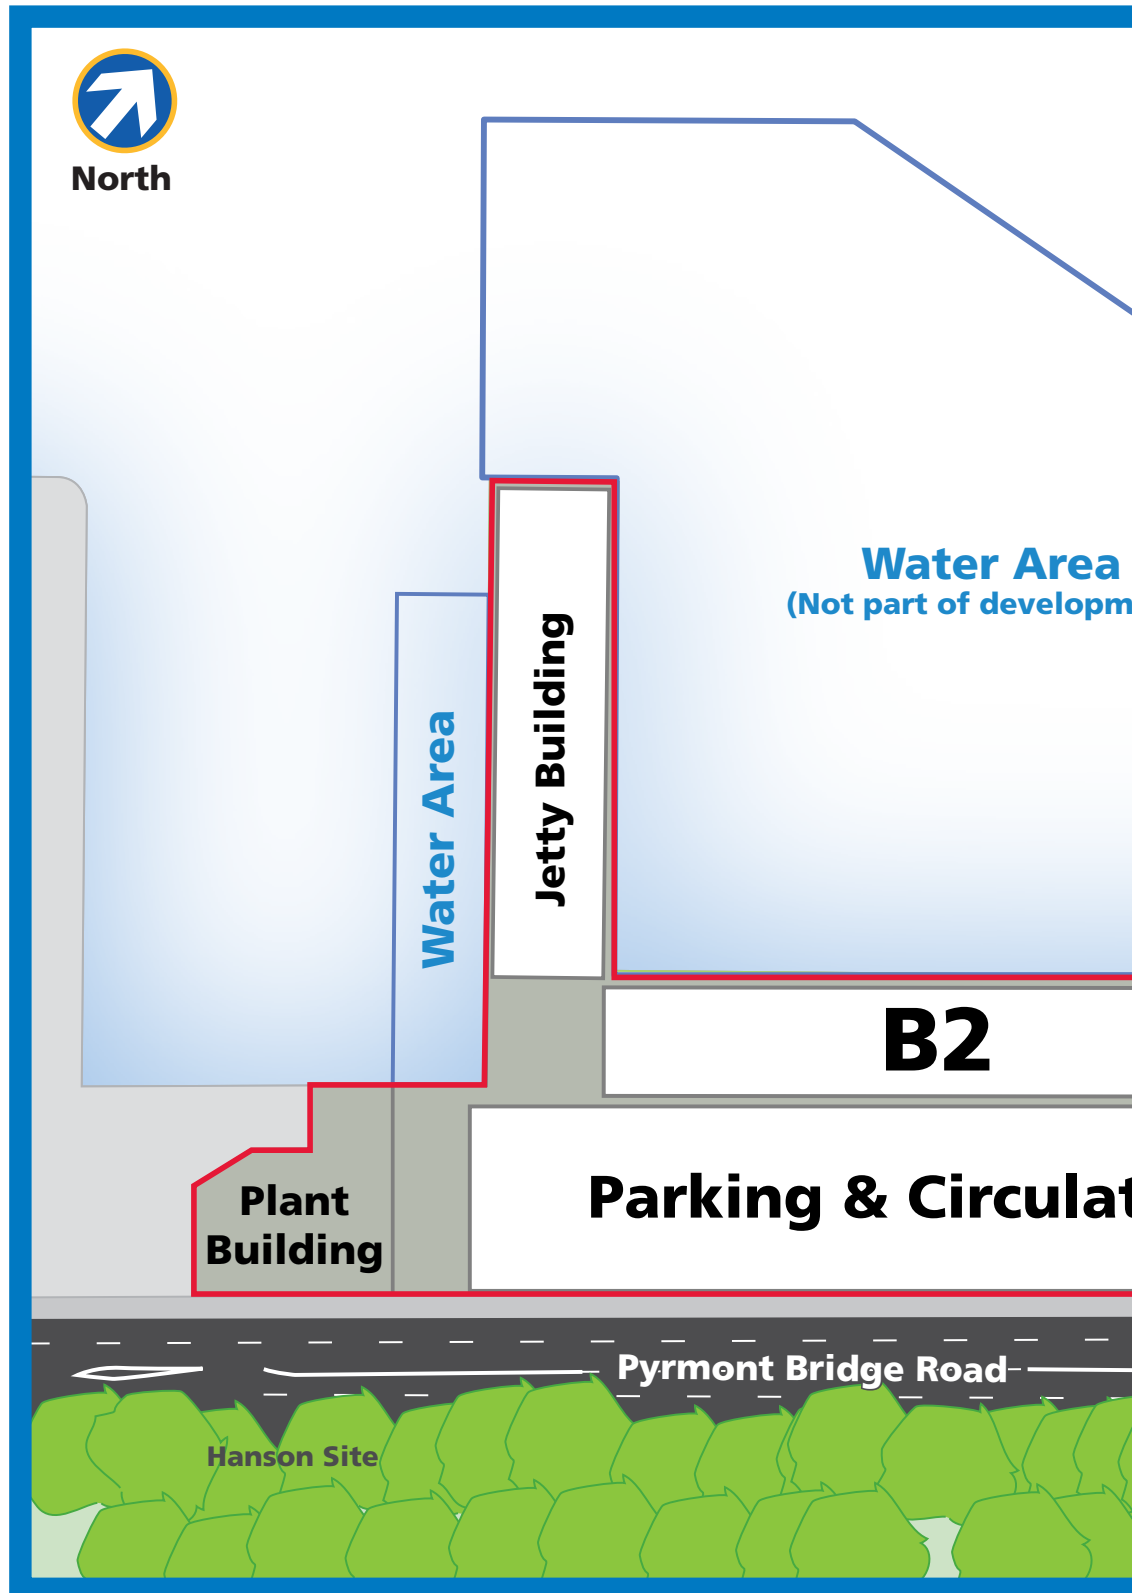 North
Water Area
(Not part of developm
Jetty Building
Water Area
B2
Parking & Circulat
Plant
Building
Pyrmont Bridge Road
Hanson Site